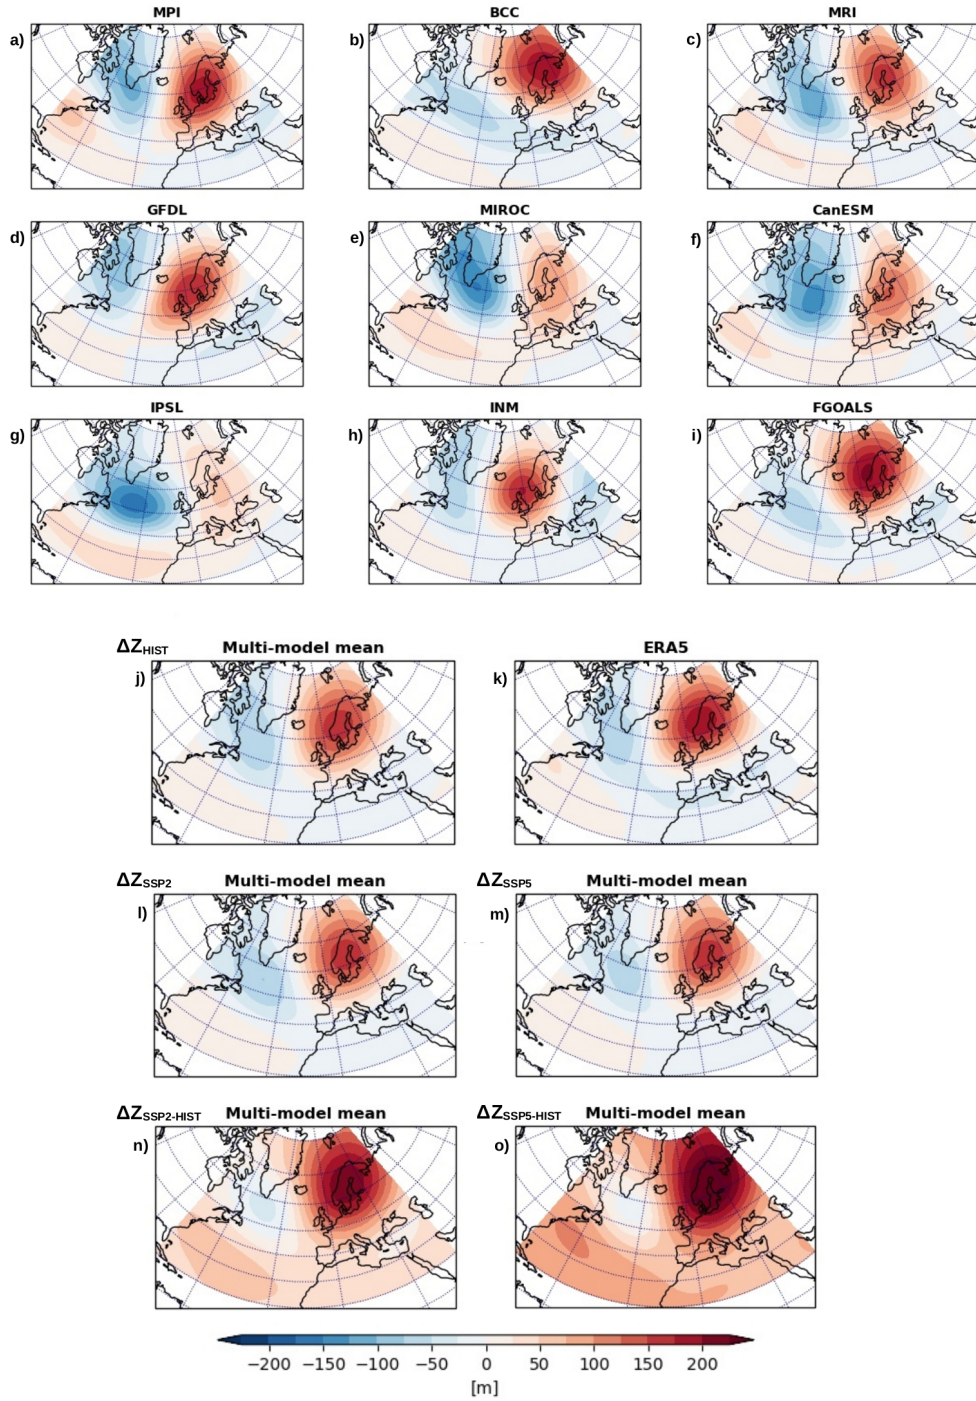 MPI BCC MRI
a) b) c)
GFDL MIROC CanESM
d) e) f)
IPSL INM FGOALS
g) h) i)
ΔZHIST Multi-model mean ERA5
j) k)
ΔZSSP2 Multi-model mean ΔZSSP5 Multi-model mean
l) m)
ΔZSSP2-HIST Multi-model mean ΔZSSP5-HIST Multi-model mean
n) o)
−200 −150 −100 −50 0 50 100 150 200
[m]